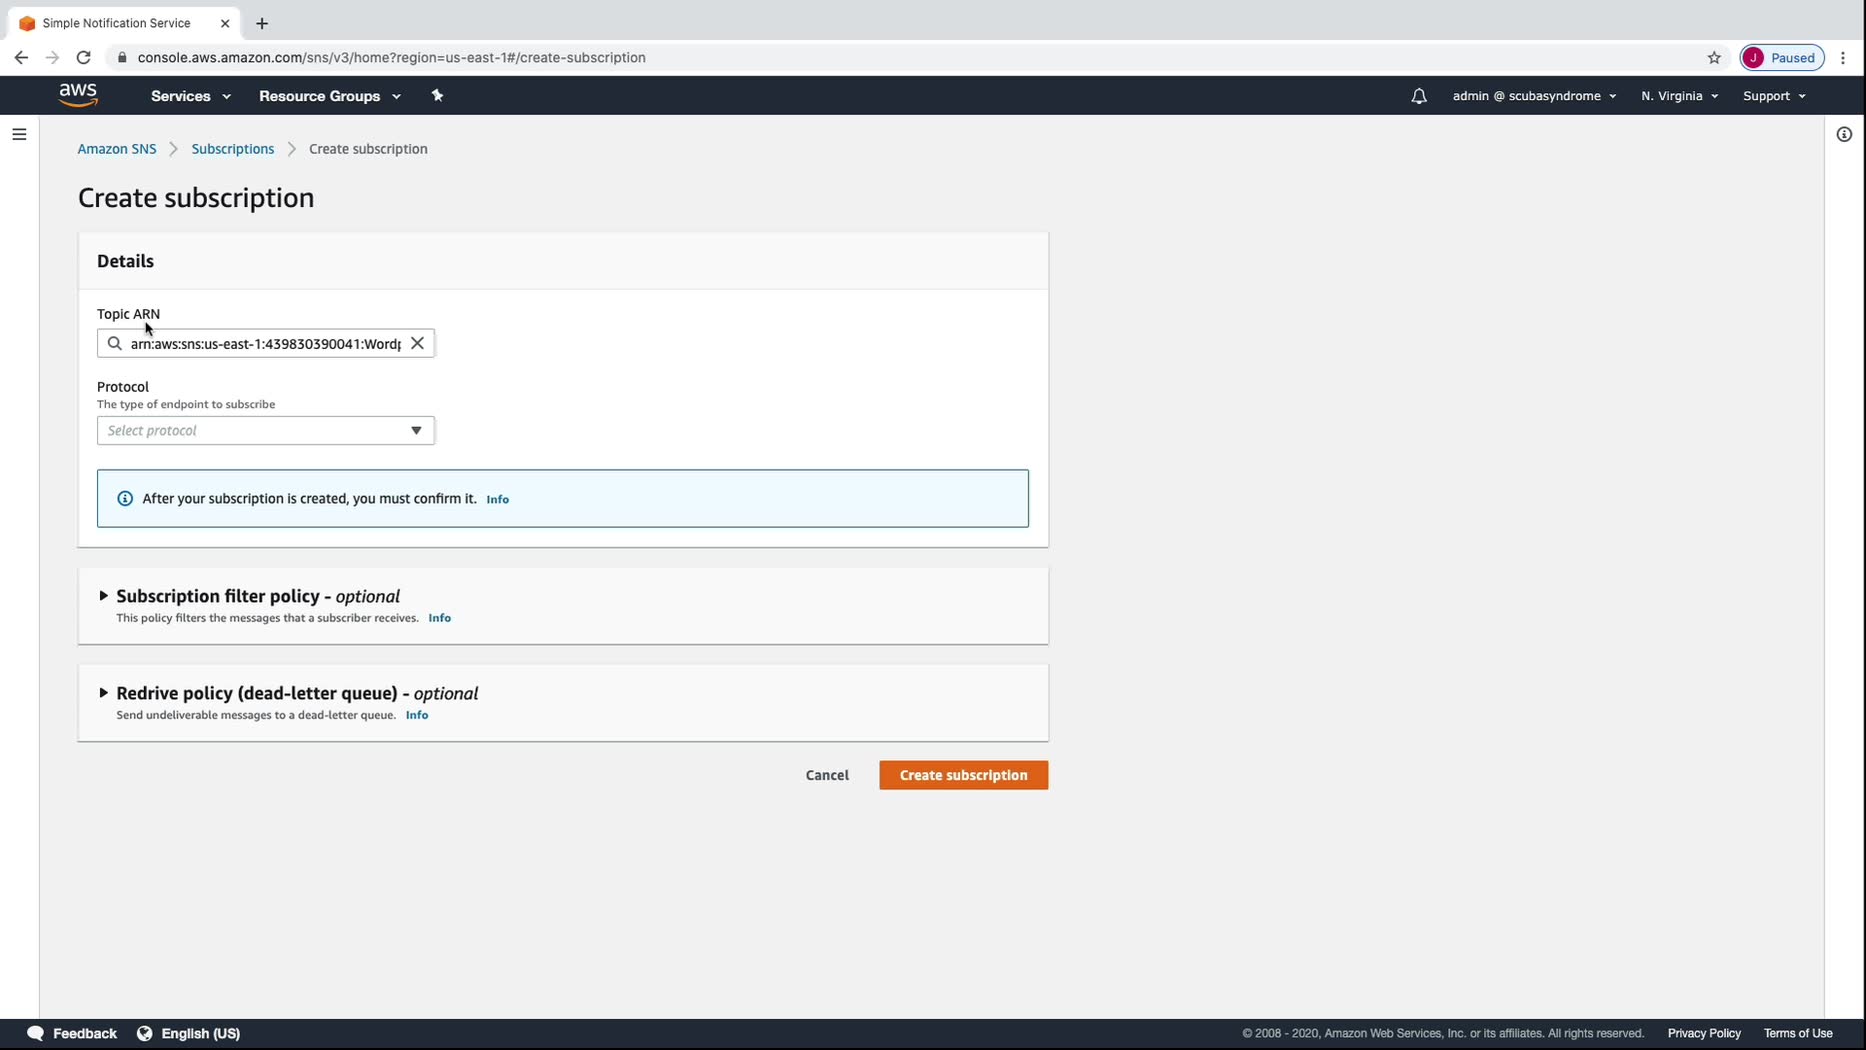 Simple Notification Service
console.aws.amazon.com/sns/v3/home?region=us-east-1#/create-subscription
J Paused
aws Services Resource Groups admin @ scubasyndrome N. Virginia Support
Amazon SNS Subscriptions Create subscription
Create subscription
Details
Topic ARN
arn:aws:sns:us-east-1:439830390041:Wordp
Protocol
The type of endpoint to subscribe
Select protocol
After your subscription is created, you must confirm it. Info
Subscription filter policy - optional
This policy filters the messages that a subscriber receives. Info
Redrive policy (dead-letter queue) - optional
Send undeliverable messages to a dead-letter queue. Info
Cancel Create subscription
Feedback English (US) © 2008 - 2020, Amazon Web Services, Inc. or its affiliates. All rights reserved. Privacy Policy Terms of Use